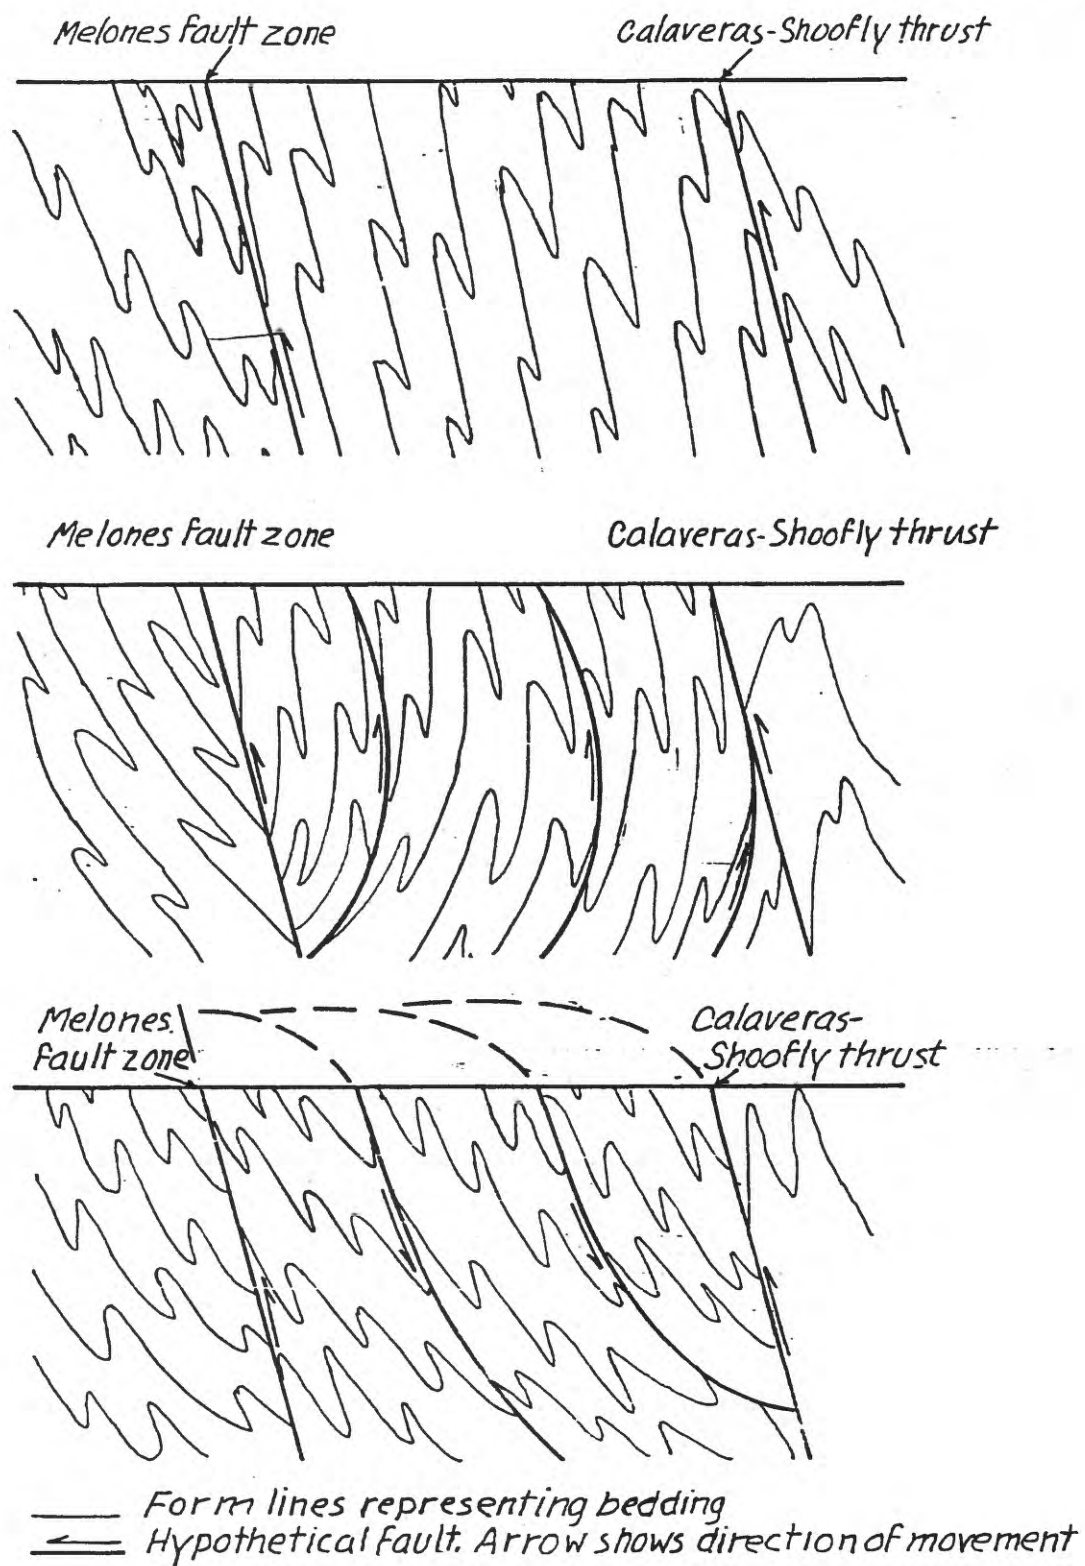 Melones fault zone
Calaveras-Shoofly thrust
Melones fault zone
Calaveras-Shoofly thrust
Melones
fault zone
Calaveras-
Shoofly thrust
Form lines representing bedding
Hypothetical fault. Arrow shows direction of movement